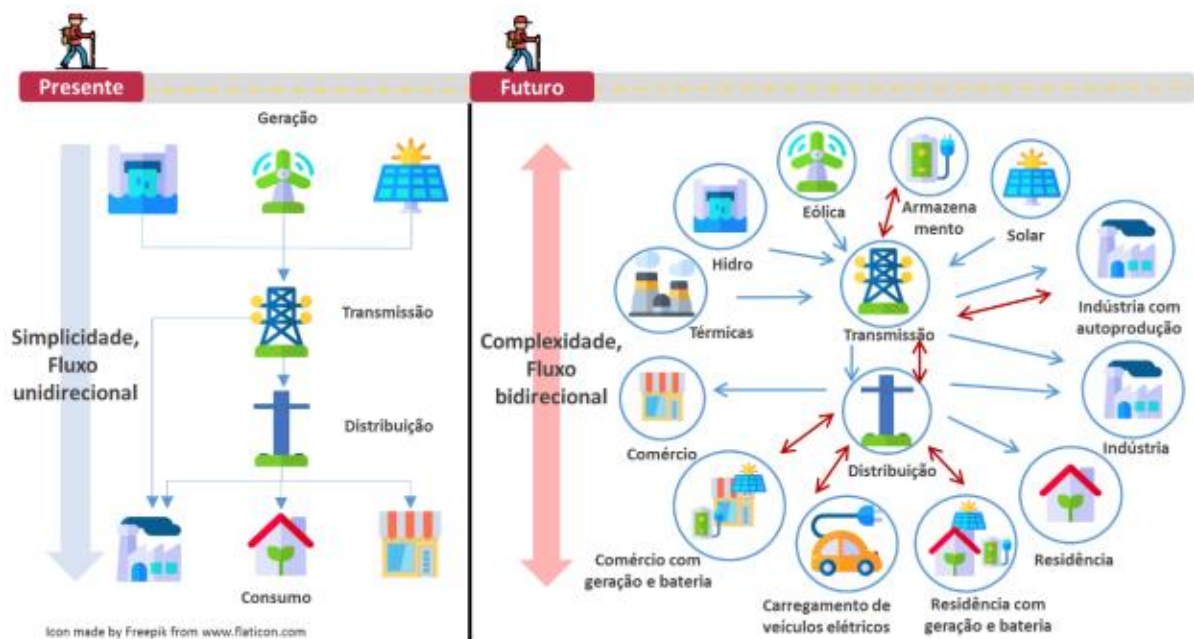 Presente
Geração
Simplicidade,
Fluxo
unidirecional
Transmissão
Distribuição
Consumo
Icon made by Freepik from www.flaticon.com
Futuro
Complexidade,
Fluxo
bidirecional
Eólica
Armazena
mento
Solar
Hidro
Térmicas
Transmissão
Indústria com
autoprodução
Comércio
Indústria
Distribuição
Residência
Comércio com
geração e bateria
Carregamento de
veículos elétricos
Residência com
geração e bateria